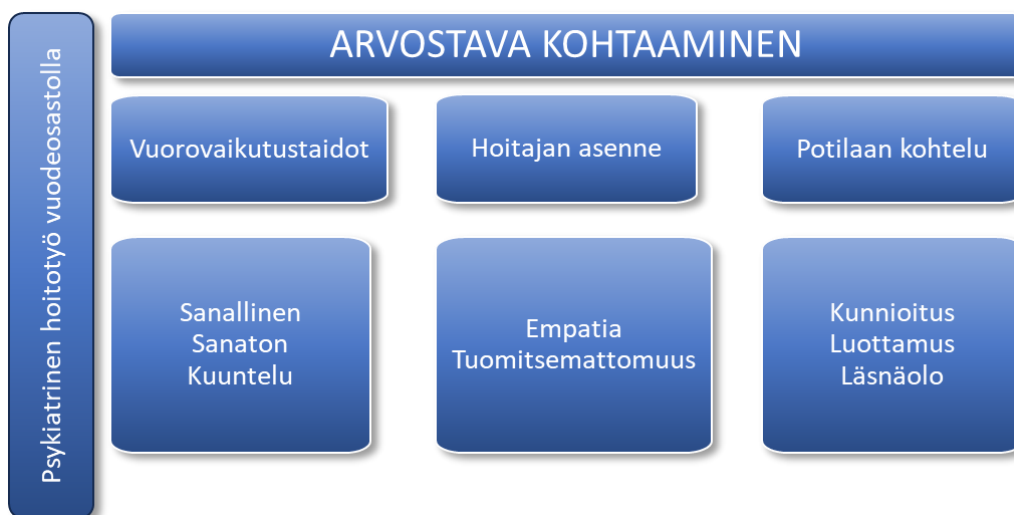 Psykiatrinen hoitotyö vuodeosastolla
ARVOSTAVA KOHTAAMINEN
Vuorovaikutustaidot
Hoitajan asenne
Potilaan kohtelu
Sanallinen
Sanaton
Kuuntelu
Empatia
Tuomitsemattomuus
Kunnioitus
Luottamus
Läsnäolo